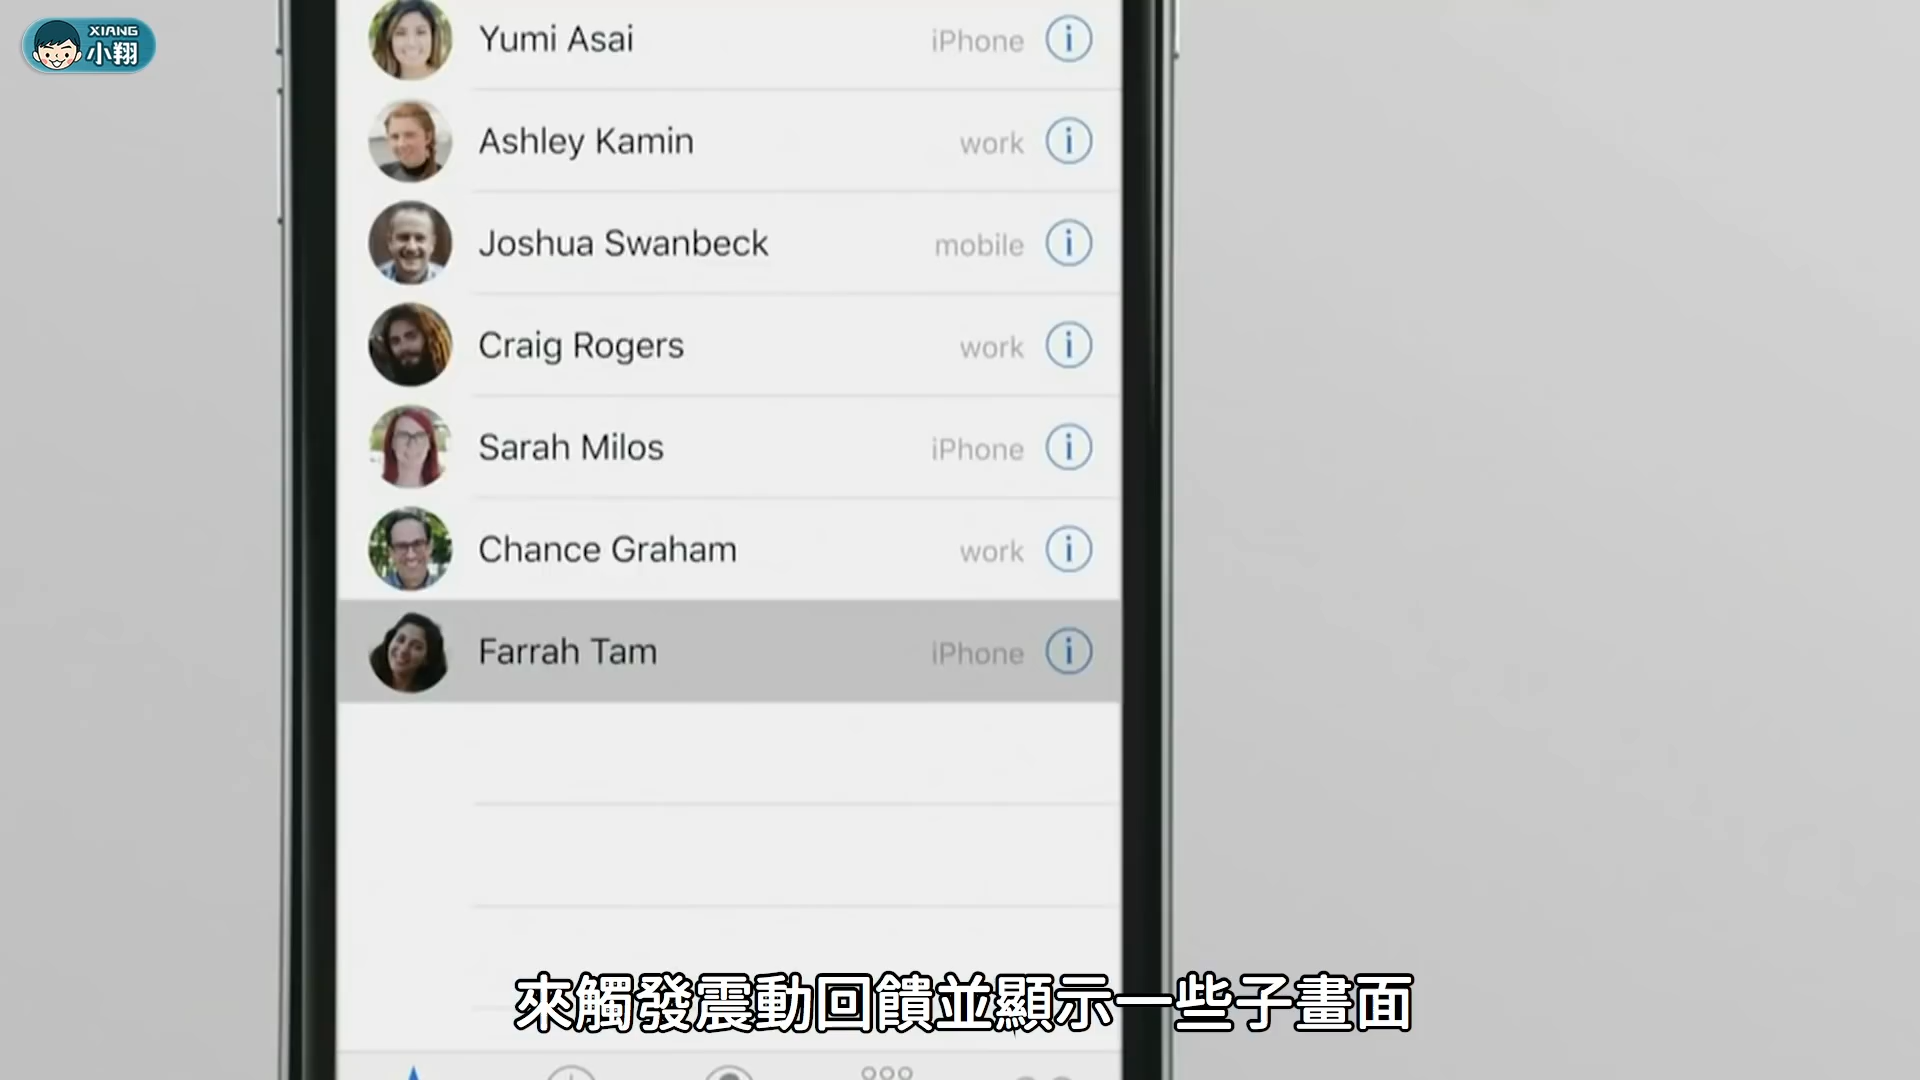 XIANG
小翔
Yumi Asai iPhone
Ashley Kamin work
Joshua Swanbeck mobile
Craig Rogers work
Sarah Milos iPhone
Chance Graham work
Farrah Tam iPhone
來觸發震動回饋並顯示一些子畫面